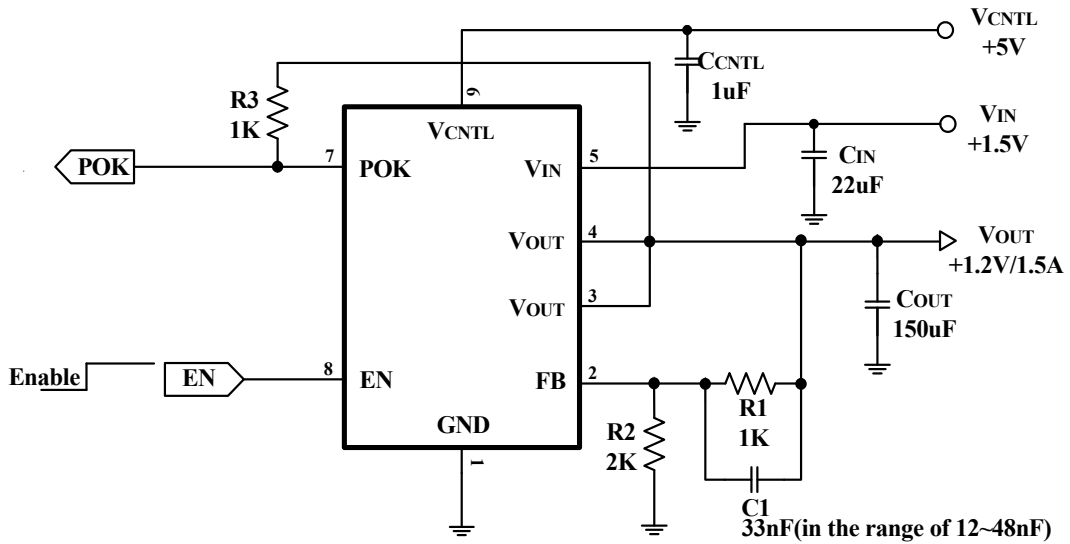 VCNTL
+5V
CCNTL
1uF
R3
1K
6
VCNTL
VIN
+1.5V
POK
7
POK
VIN
5
CIN
22uF
VOUT
4
VOUT
+1.2V/1.5A
VOUT
3
COUT
150uF
Enable
EN
8
EN
FB
2
R1
1K
GND
R2
2K
1
C1
33nF(in the range of 12~48nF)